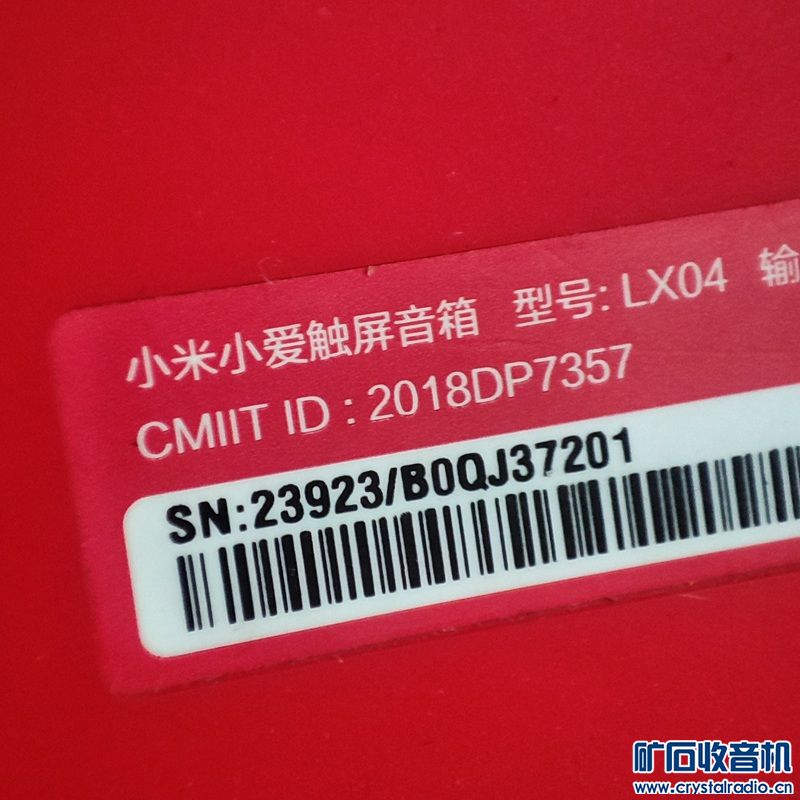 小米小爱触屏音箱 型号: LX04 输
CMIIT ID : 2018DP7357
SN:23923/B0QJ37201
矿石收音机
www.crystalradio.cn